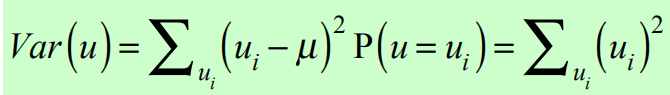 Var(u) = ∑_{u_i} (u_i − μ)² P(u = u_i) = ∑_{u_i} (u_i)²